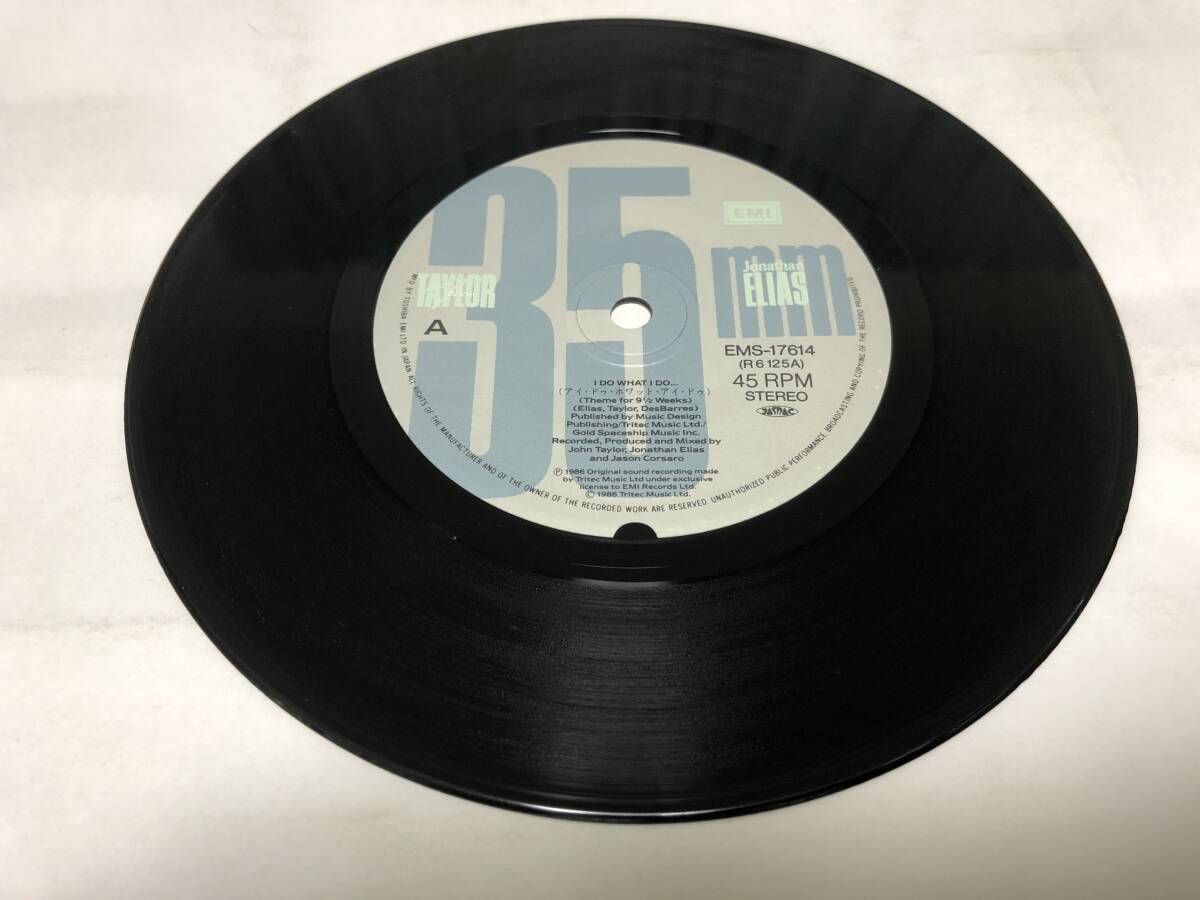 35
mm
EMI
John
TAYLOR
Jonathan
ELIAS
A
EMS-17614
(R 6125A)
45 RPM
STEREO
JASRAC
I DO WHAT I DO...
(アイ・ドゥ・ホワット・アイ・ドゥ)
(Theme for 9½ Weeks)
(Elias, Taylor, DesBarres)
Published by Music Design
Publishing/Tritec Music Ltd./
Gold Spaceship Music Inc.
Recorded, Produced and Mixed by
John Taylor, Jonathan Elias
and Jason Corsaro
Ⓟ 1986 Original sound recording made
by Tritec Music Ltd under exclusive
license to EMI Records Ltd.
© 1986 Tritec Music Ltd.
MF'D BY TOSHIBA EMI LTD IN JAPAN ALL RIGHTS OF THE MANUFACTURER AND OF THE OWNER OF THE RECORDED WORK ARE RESERVED. UNAUTHORIZED PUBLIC PERFORMANCE, BROADCASTING AND COPYING OF THE RECORD PROHIBITED